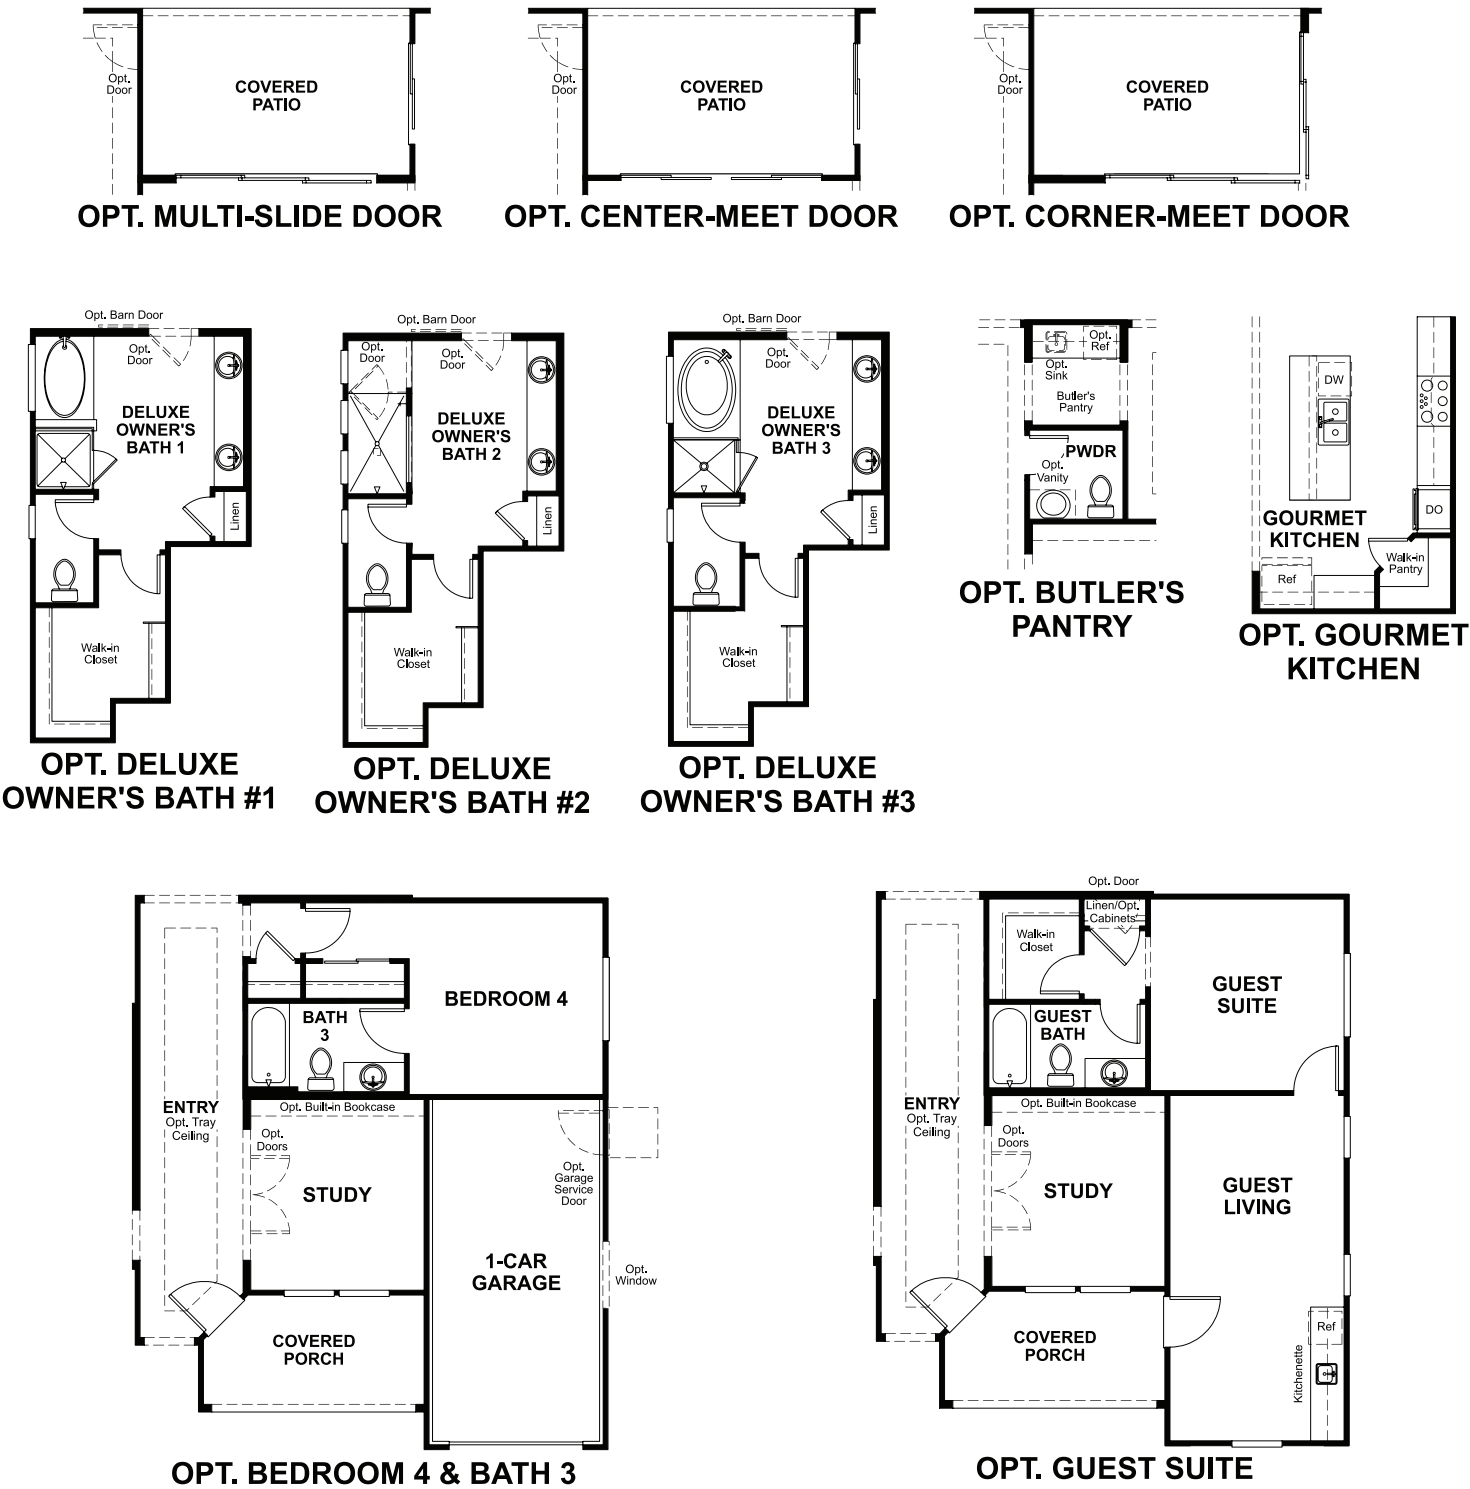 Opt.
Door
COVERED
PATIO
OPT. MULTI-SLIDE DOOR
Opt.
Door
COVERED
PATIO
OPT. CENTER-MEET DOOR
Opt.
Door
COVERED
PATIO
OPT. CORNER-MEET DOOR
Opt. Barn Door
Opt.
Door
DELUXE
OWNER'S
BATH 1
Linen
Walk-in
Closet
OPT. DELUXE
OWNER'S BATH #1
Opt. Barn Door
Opt.
Door
Opt.
Door
DELUXE
OWNER'S
BATH 2
Linen
Walk-in
Closet
OPT. DELUXE
OWNER'S BATH #2
Opt. Barn Door
Opt.
Door
DELUXE
OWNER'S
BATH 3
Linen
Walk-in
Closet
OPT. DELUXE
OWNER'S BATH #3
Opt.
Ref
Opt.
Sink
Butler's
Pantry
PWDR
Opt.
Vanity
OPT. BUTLER'S
PANTRY
DW
DO
GOURMET
KITCHEN
Walk-in
Pantry
Ref
OPT. GOURMET
KITCHEN
BEDROOM 4
BATH
3
ENTRY
Opt. Tray
Ceiling
Opt. Built-in Bookcase
Opt.
Doors
STUDY
Opt.
Garage
Service
Door
1-CAR
GARAGE
Opt.
Window
COVERED
PORCH
OPT. BEDROOM 4 & BATH 3
Opt. Door
Linen/Opt.
Cabinets
Walk-in
Closet
GUEST
SUITE
GUEST
BATH
ENTRY
Opt. Tray
Ceiling
Opt. Built-in Bookcase
Opt.
Doors
STUDY
GUEST
LIVING
COVERED
PORCH
Ref
Kitchenette
OPT. GUEST SUITE